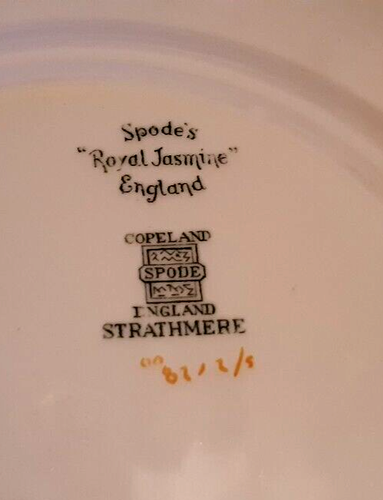 Spode's
"Royal Jasmine"
England
COPELAND
SPODE
ENGLAND
STRATHMERE